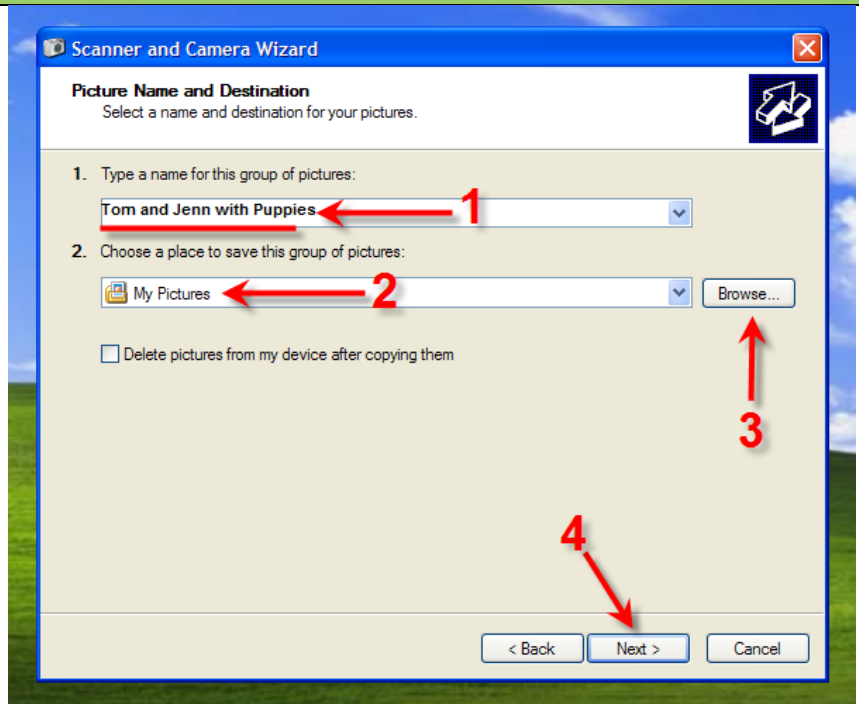 Scanner and Camera Wizard
Picture Name and Destination
Select a name and destination for your pictures.
1. Type a name for this group of pictures:
Tom and Jenn with Puppies 1
2. Choose a place to save this group of pictures:
My Pictures 2 Browse...
Delete pictures from my device after copying them
3
4
< Back Next > Cancel